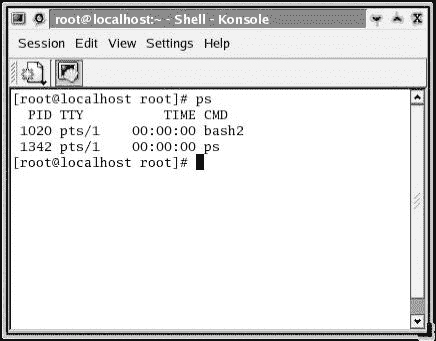 root@localhost:~ - Shell - Konsole
Session Edit View Settings Help
[root@localhost root]# ps
  PID TTY          TIME CMD
 1020 pts/1    00:00:00 bash2
 1342 pts/1    00:00:00 ps
[root@localhost root]#